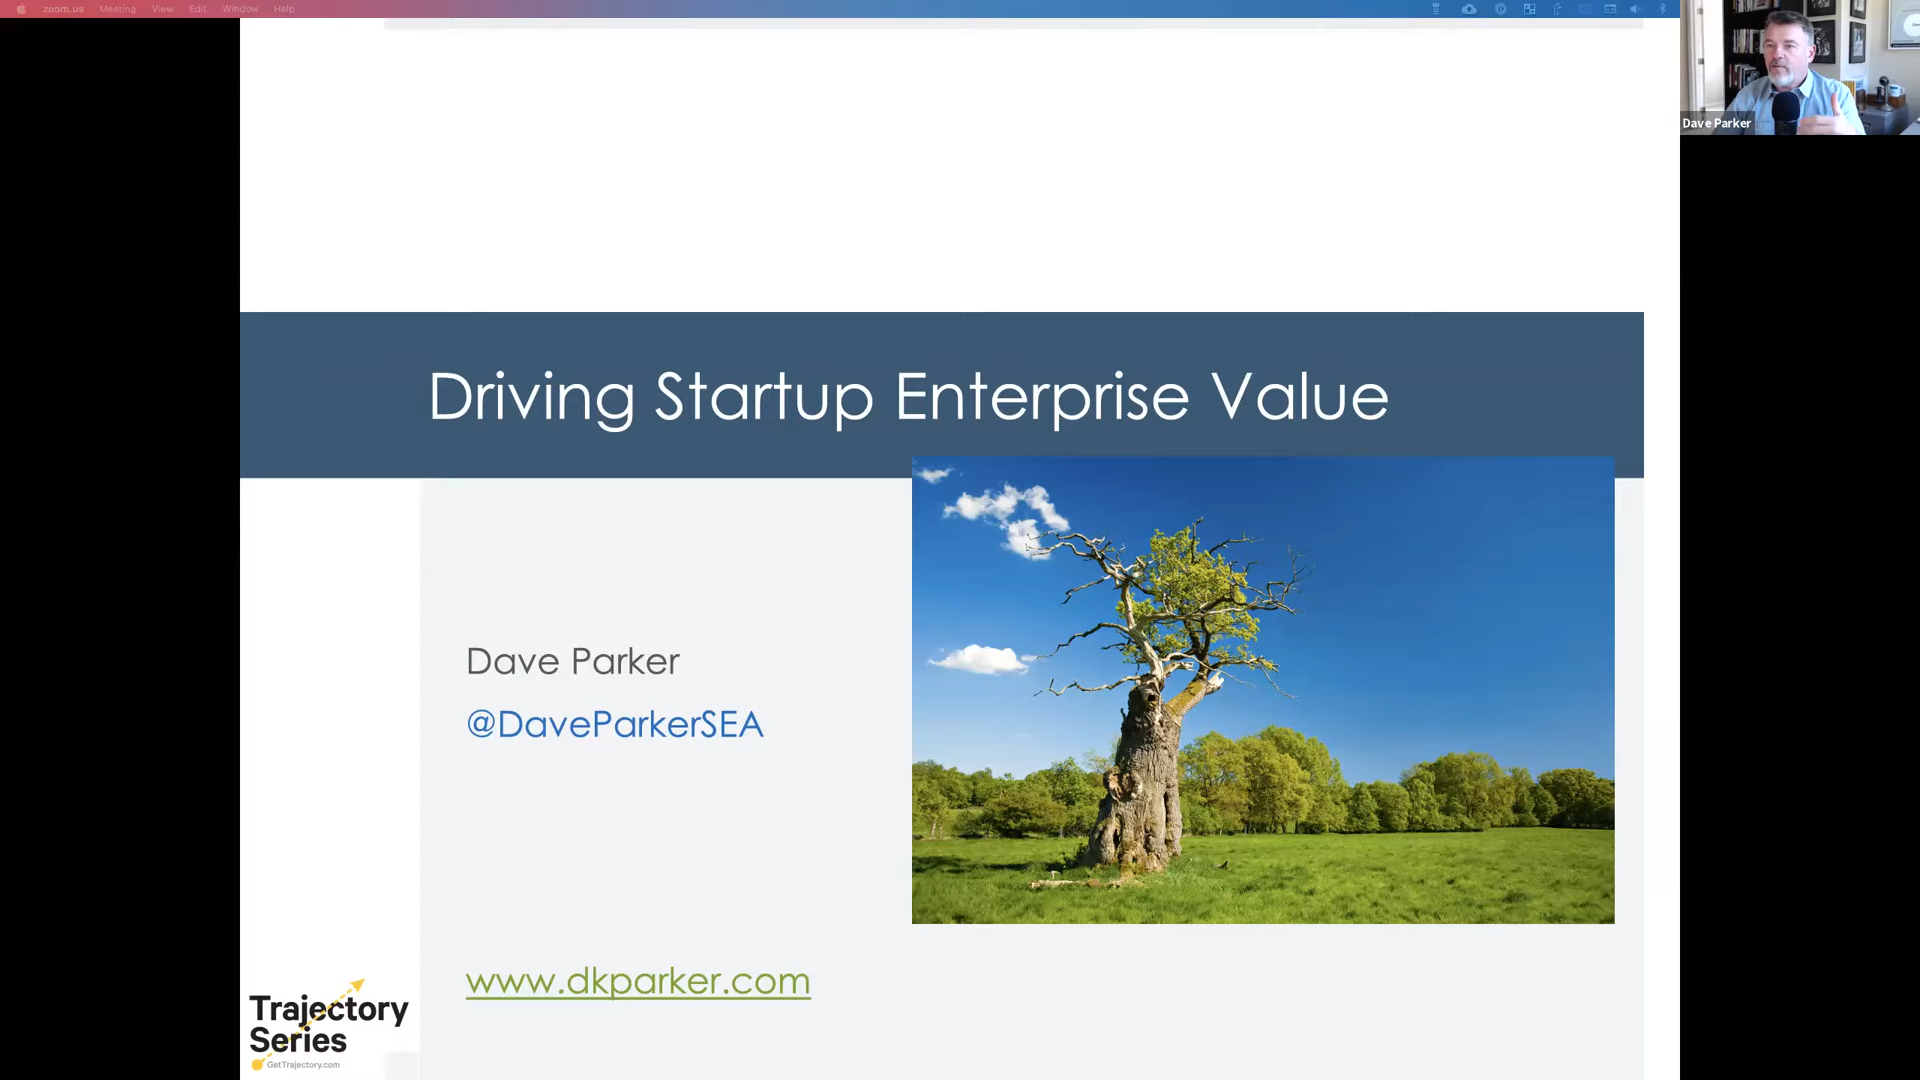 zoom.us Meeting View Edit Window Help
Dave Parker
Driving Startup Enterprise Value
Dave Parker
@DaveParkerSEA
www.dkparker.com
Trajectory
Series
GetTrajectory.com